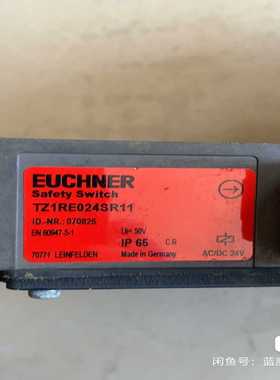 EUCHNER
Safety Switch
TZ1RE024SR11
ID.-NR.: 070825
EN 60947-5-1
Ui= 50V
IP 65 C.R
AC/DC 24V
70771 LEINFELDEN
Made in Germany
闲鱼号: